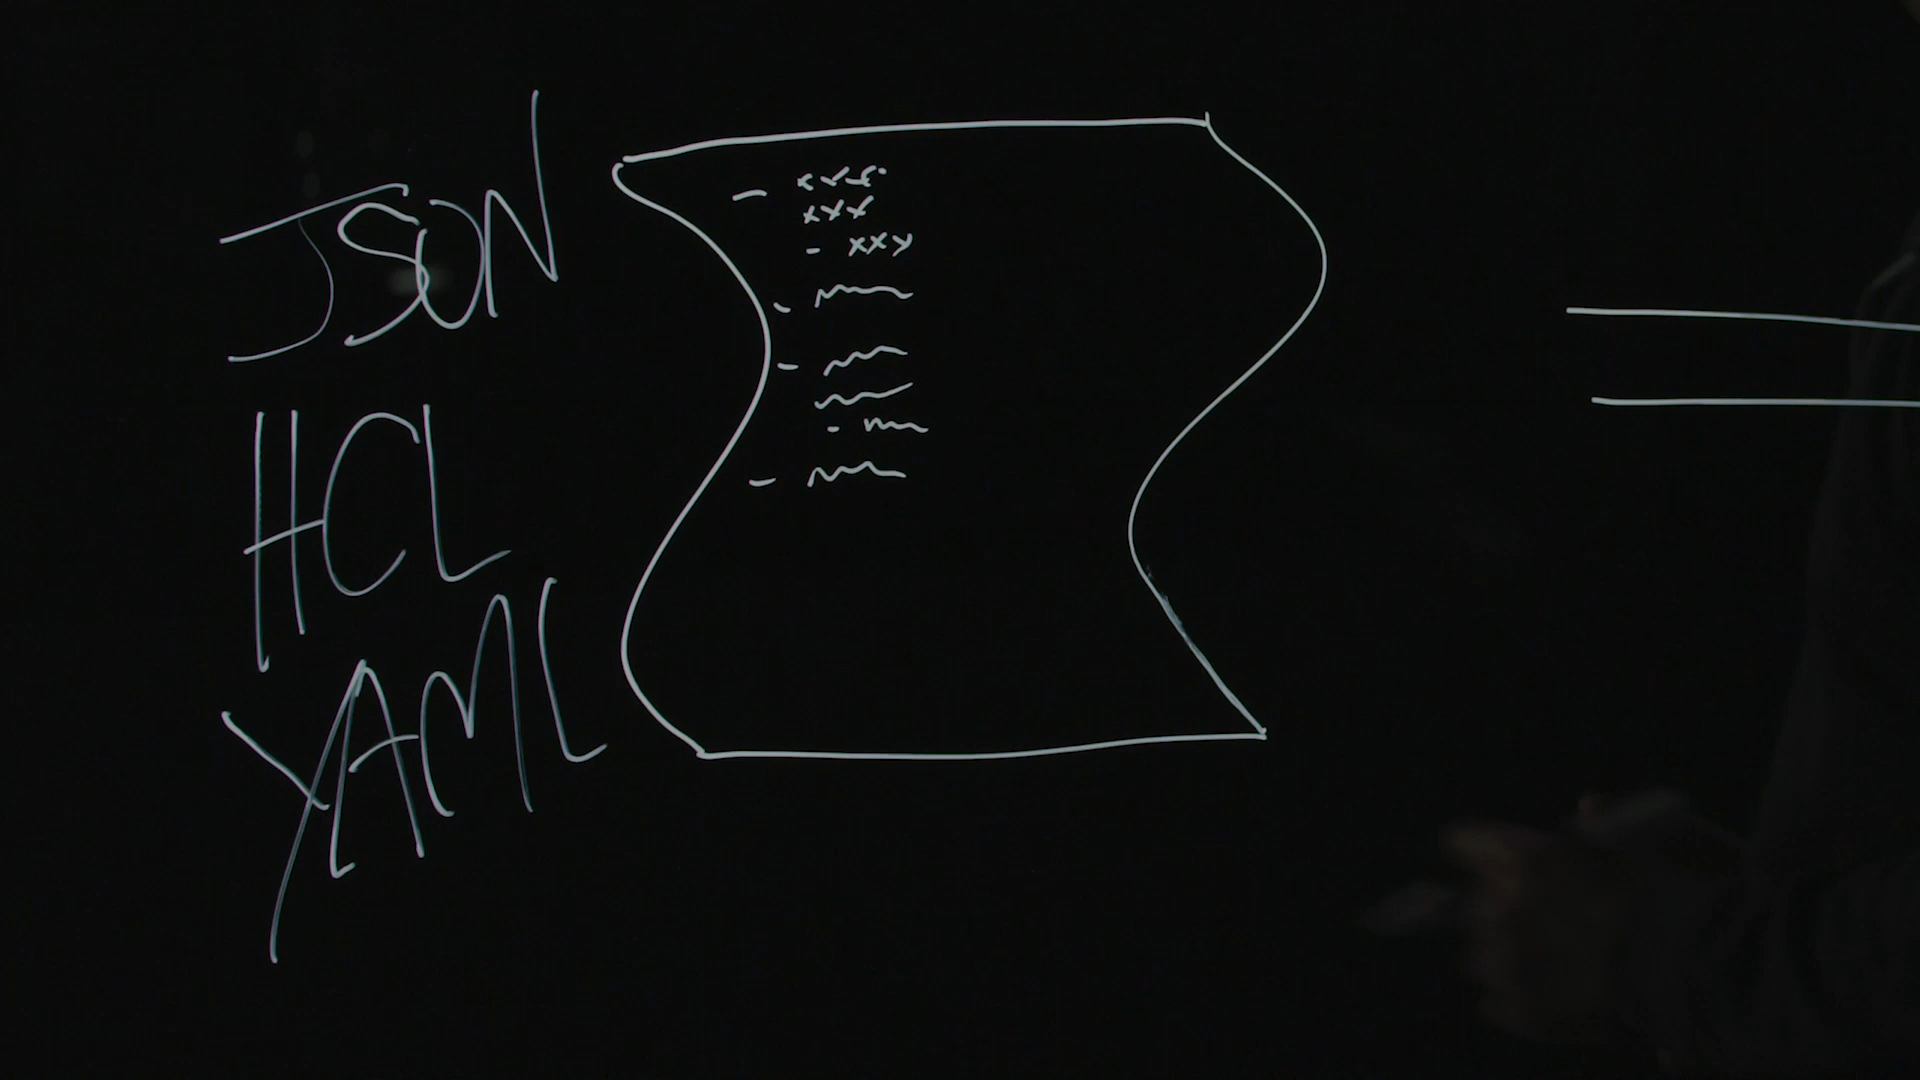 JSON
HCL
YAML
- xxx
xxx
- xxy